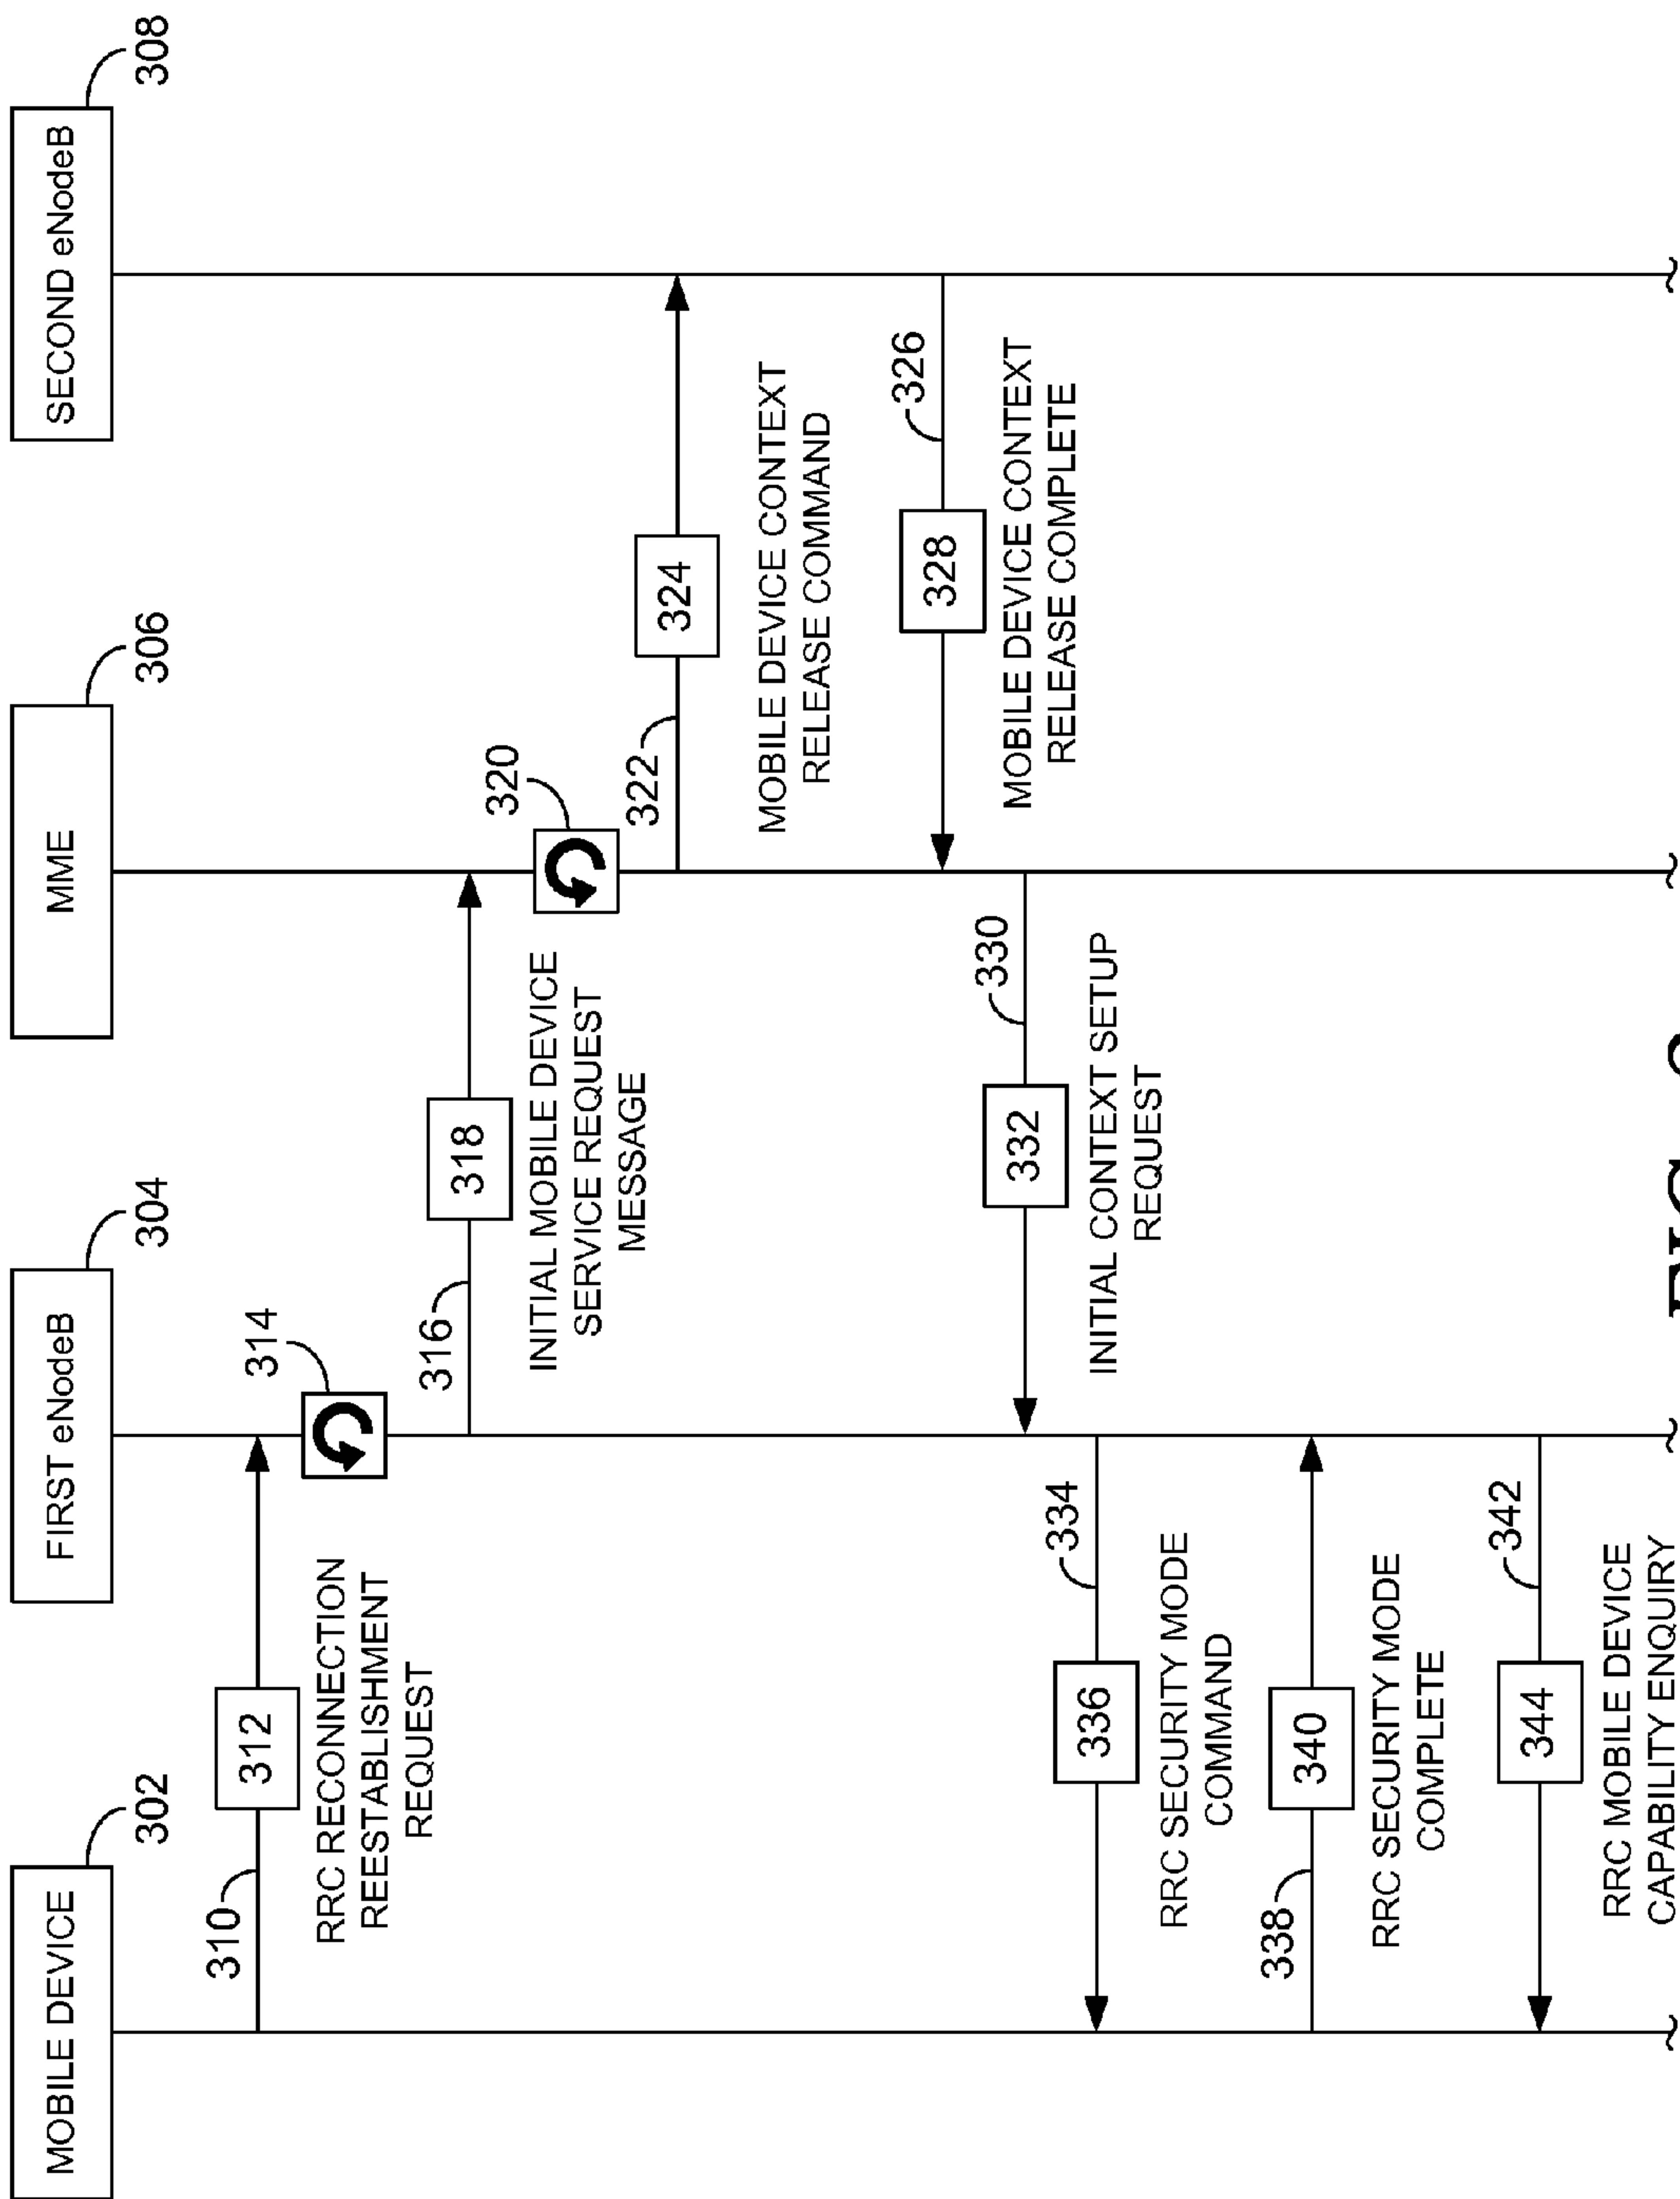 MOBILE DEVICE
302
FIRST eNodeB
304
MME
306
SECOND eNodeB
308
310
312
RRC RECONNECTION
REESTABLISHMENT
REQUEST
314
316
318
INITIAL MOBILE DEVICE
SERVICE REQUEST
MESSAGE
320
322
324
MOBILE DEVICE CONTEXT
RELEASE COMMAND
326
328
MOBILE DEVICE CONTEXT
RELEASE COMPLETE
330
332
INITIAL CONTEXT SETUP
REQUEST
334
336
RRC SECURITY MODE
COMMAND
338
340
RRC SECURITY MODE
COMPLETE
342
344
RRC MOBILE DEVICE
CAPABILITY ENQUIRY